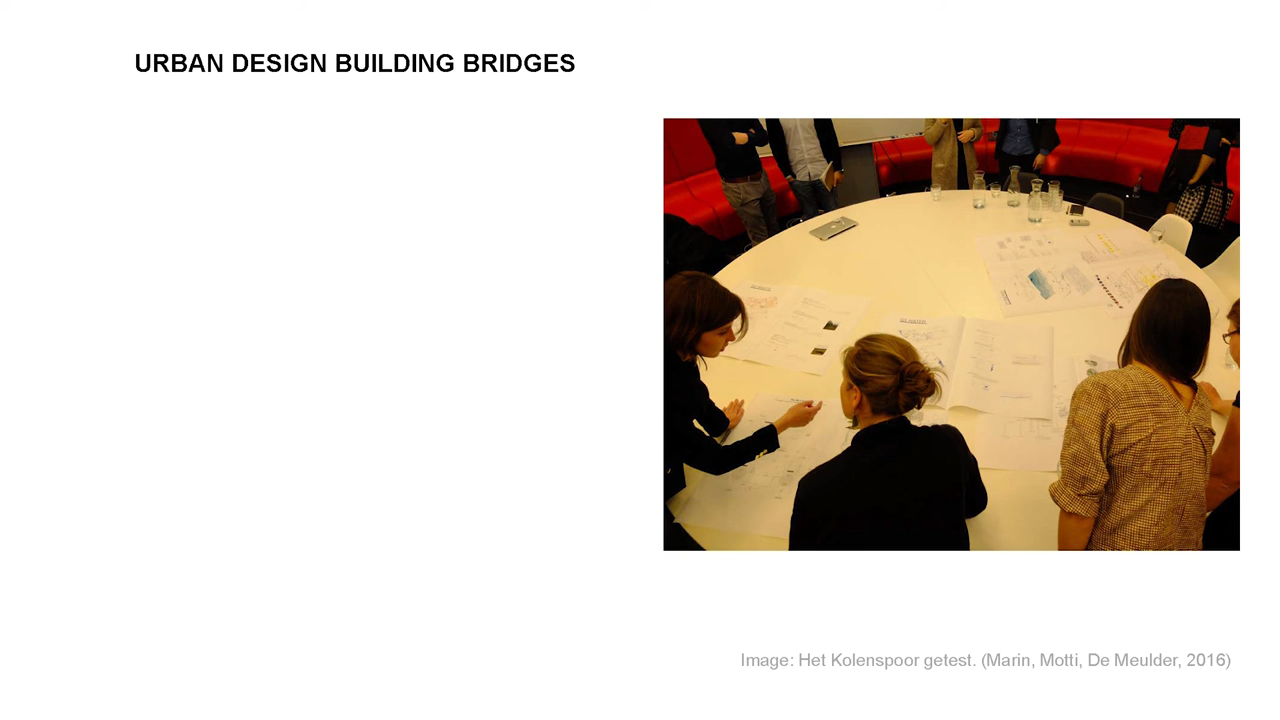 URBAN DESIGN BUILDING BRIDGES
Image: Het Kolenspoor getest. (Marin, Motti, De Meulder, 2016)